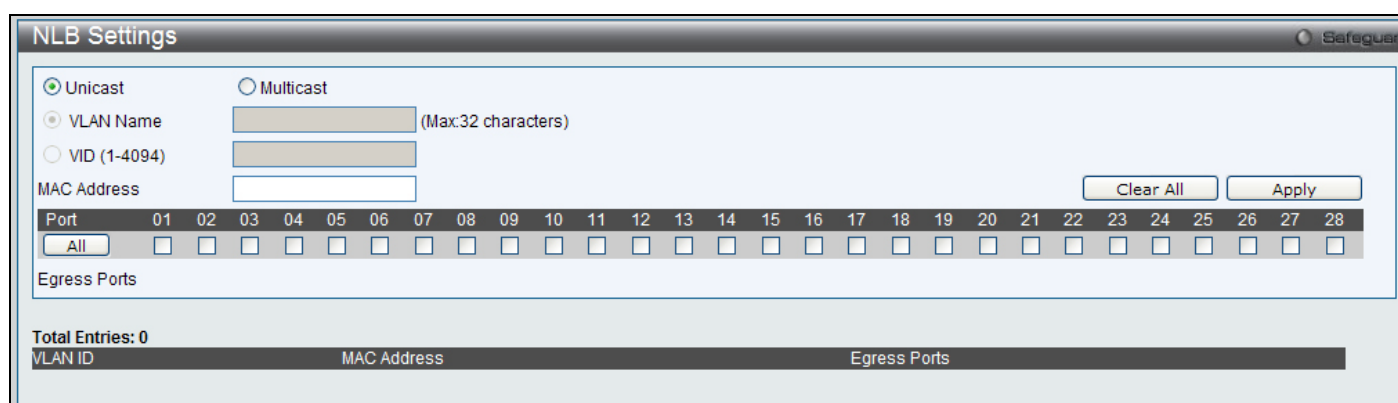 NLB Settings Safeguar
Unicast Multicast
VLAN Name (Max:32 characters)
VID (1-4094)
MAC Address Clear All Apply
Port 01 02 03 04 05 06 07 08 09 10 11 12 13 14 15 16 17 18 19 20 21 22 23 24 25 26 27 28
All
Egress Ports
Total Entries: 0
VLAN ID MAC Address Egress Ports